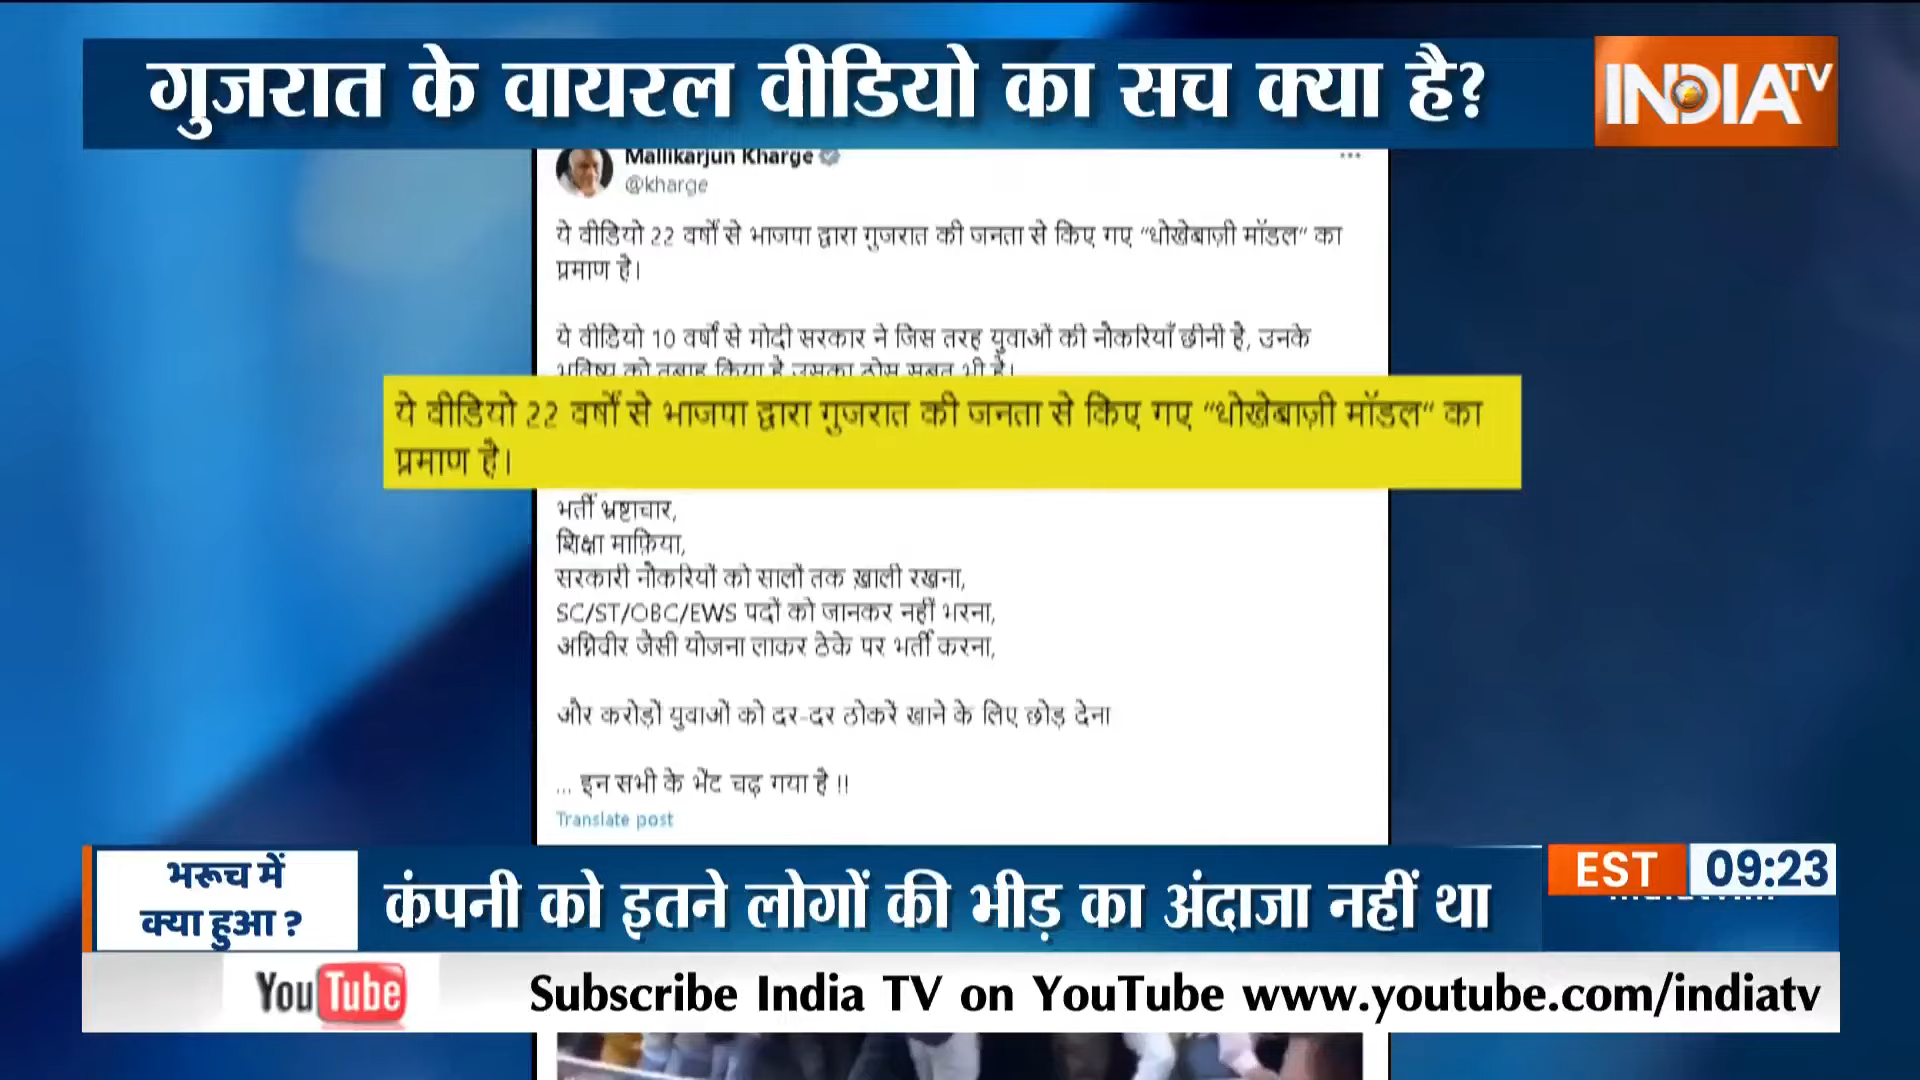 गुजरात के वायरल वीडियो का सच क्या है?
INDIA TV
Mallikarjun Kharge
@kharge
ये वीडियो 22 वर्षों से भाजपा द्वारा गुजरात की जनता से किए गए “धोखेबाज़ी मॉडल” का
प्रमाण है।
ये वीडियो 10 वर्षों से मोदी सरकार ने जिस तरह युवाओं की नौकरियाँ छीनी है, उनके
भविष्य को तबाह किया है उसका ठोस सबूत भी है।
ये वीडियो 22 वर्षों से भाजपा द्वारा गुजरात की जनता से किए गए “धोखेबाज़ी मॉडल” का
प्रमाण है।
भर्ती भ्रष्टाचार,
शिक्षा माफ़िया,
सरकारी नौकरियों को सालों तक ख़ाली रखना,
SC/ST/OBC/EWS पदों को जानकर नहीं भरना,
अग्निवीर जैसी योजना लाकर ठेके पर भर्ती करना,
और करोड़ों युवाओं को दर-दर ठोकरें खाने के लिए छोड़ देना
... इन सभी के भेंट चढ़ गया है !!
Translate post
भरूच में
क्या हुआ ?
कंपनी को इतने लोगों की भीड़ का अंदाजा नहीं था
EST 09:23
YouTube
Subscribe India TV on YouTube www.youtube.com/indiatv